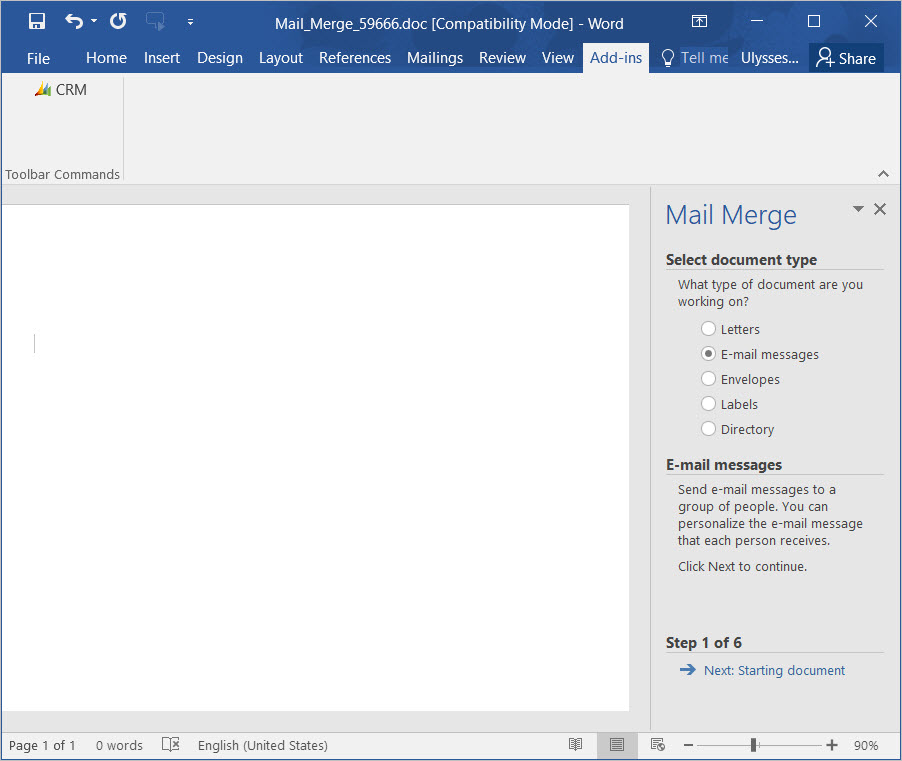 Mail_Merge_59666.doc [Compatibility Mode] - Word
File Home Insert Design Layout References Mailings Review View Add-ins Tell me Ulysses... Share
CRM
Toolbar Commands
Mail Merge
Select document type
What type of document are you
working on?
Letters
E-mail messages
Envelopes
Labels
Directory
E-mail messages
Send e-mail messages to a
group of people. You can
personalize the e-mail message
that each person receives.
Click Next to continue.
Step 1 of 6
Next: Starting document
Page 1 of 1 0 words English (United States) 90%